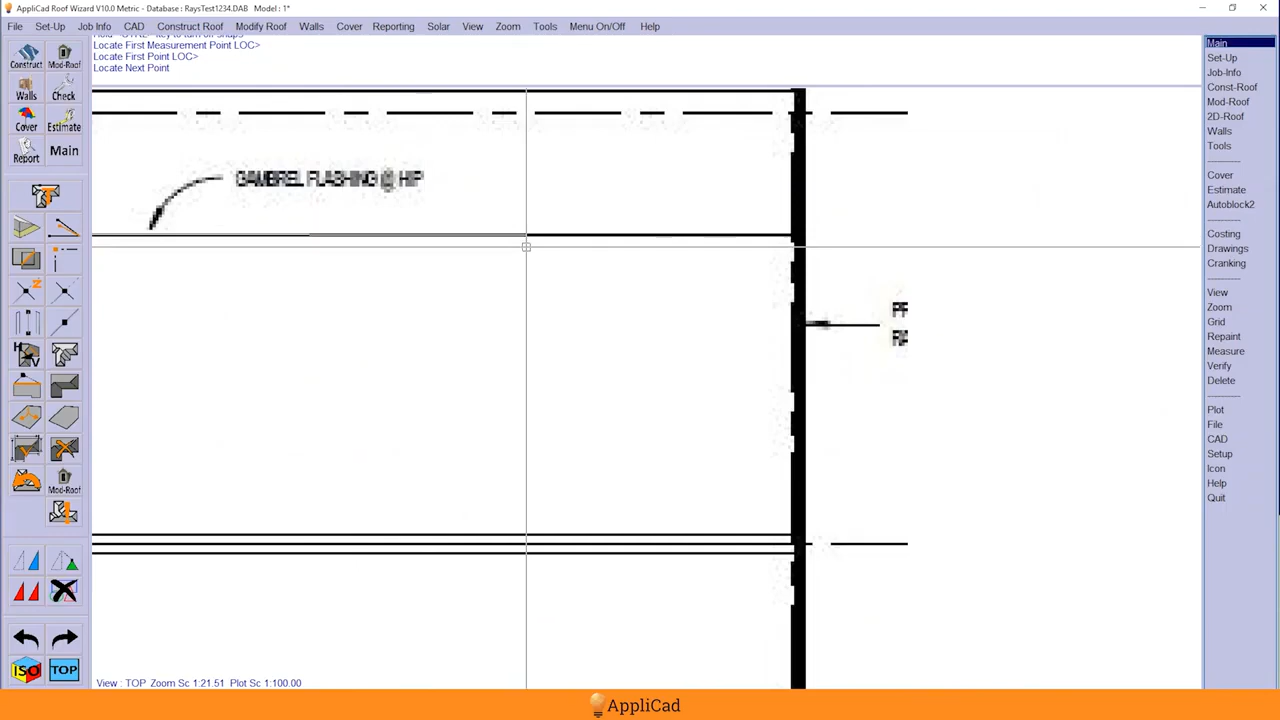 AppliCad Roof Wizard V10.0 Metric - Database : RaysTest1234.DAB   Model : 1*
File Set-Up Job Info CAD Construct Roof Modify Roof Walls Cover Reporting Solar View Zoom Tools Menu On/Off Help
Locate First Measurement Point LOC>
Locate First Point LOC>
Locate Next Point
Construct Mod-Roof
Walls Check
Cover Estimate
Report Main
Mod-Roof
ISO TOP
GAMBREL FLASHING @ HIP
View : TOP Zoom Sc 1:21.51 Plot Sc 1:100.00
Main
Set-Up
Job-Info
Const-Roof
Mod-Roof
2D-Roof
Walls
Tools
Cover
Estimate
Autoblock2
Costing
Drawings
Cranking
View
Zoom
Grid
Repaint
Measure
Verify
Delete
Plot
File
CAD
Setup
Icon
Help
Quit
AppliCad